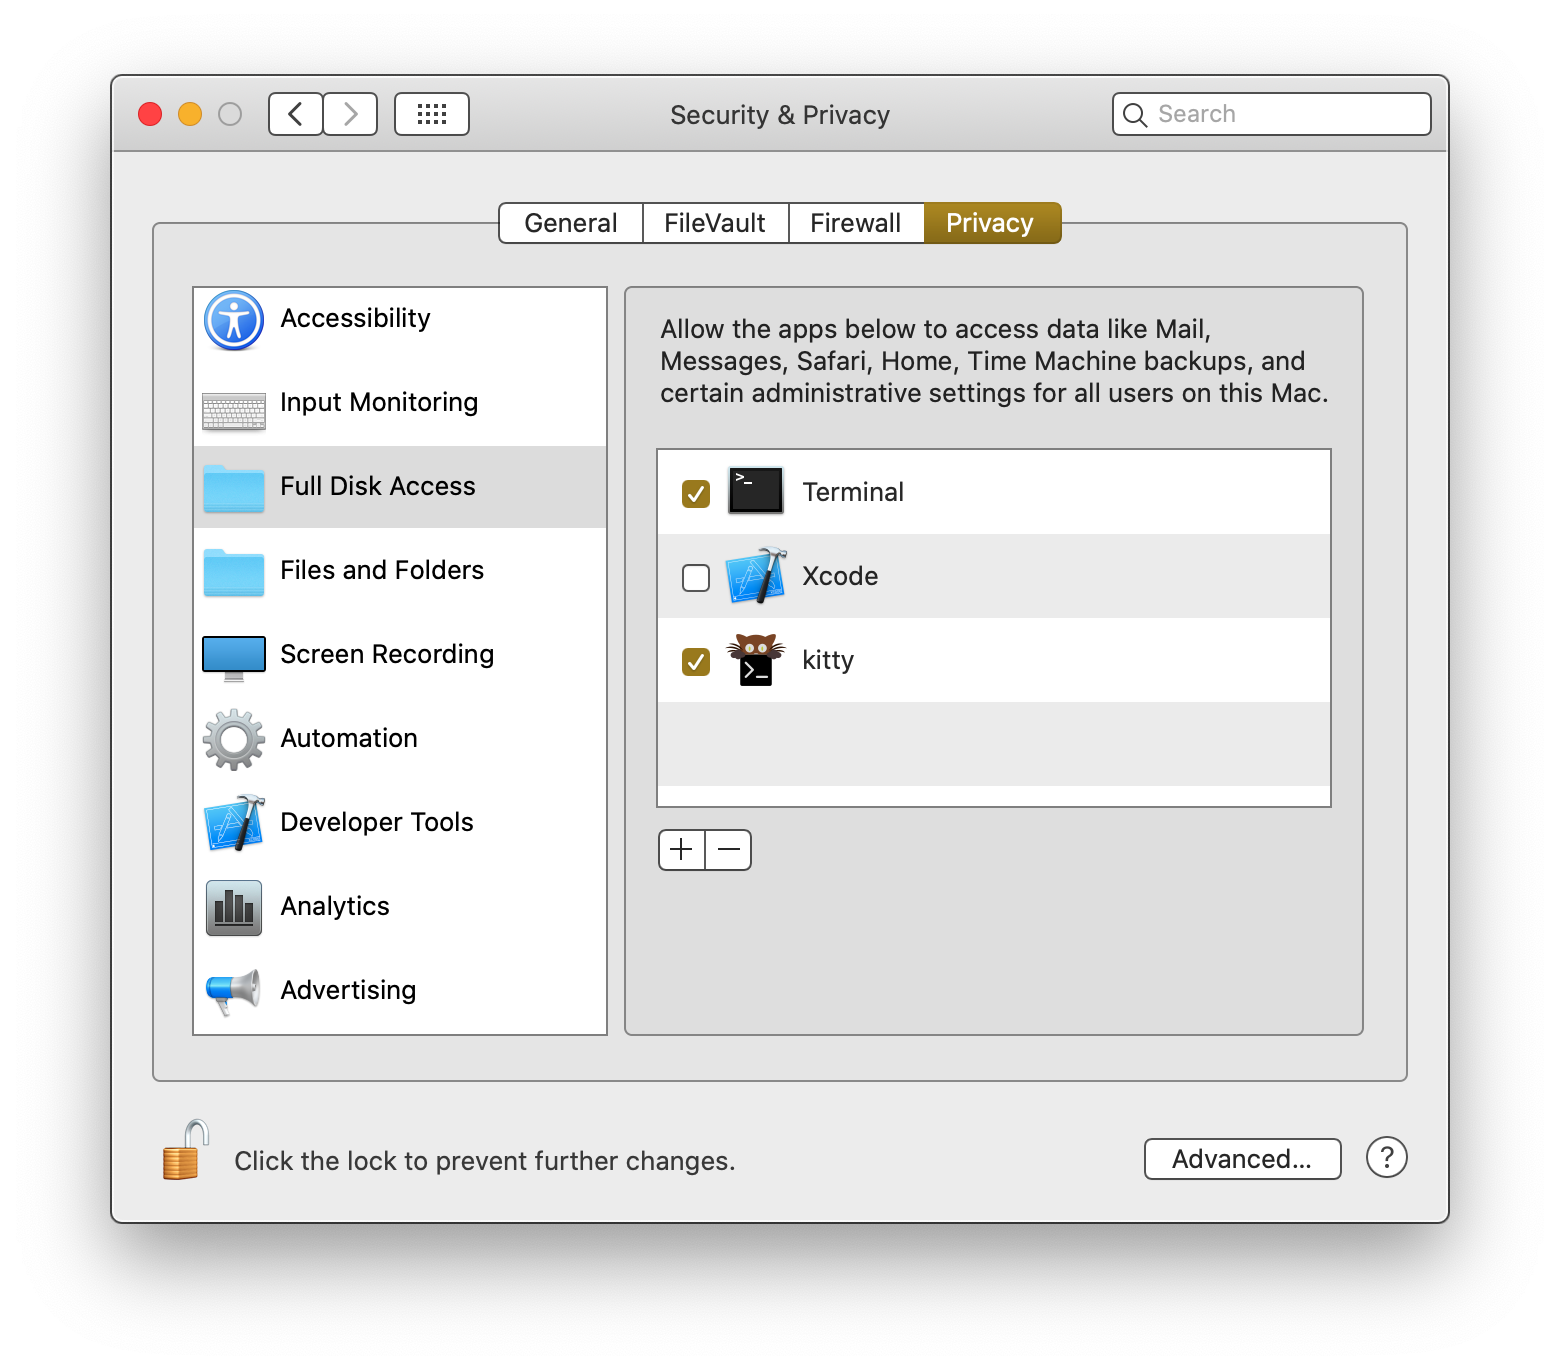 Security & Privacy
Search
General
FileVault
Firewall
Privacy
Accessibility
Input Monitoring
Full Disk Access
Files and Folders
Screen Recording
Automation
Developer Tools
Analytics
Advertising
Allow the apps below to access data like Mail,
Messages, Safari, Home, Time Machine backups, and
certain administrative settings for all users on this Mac.
>_
Terminal
Xcode
>_
kitty
Click the lock to prevent further changes.
Advanced...
?